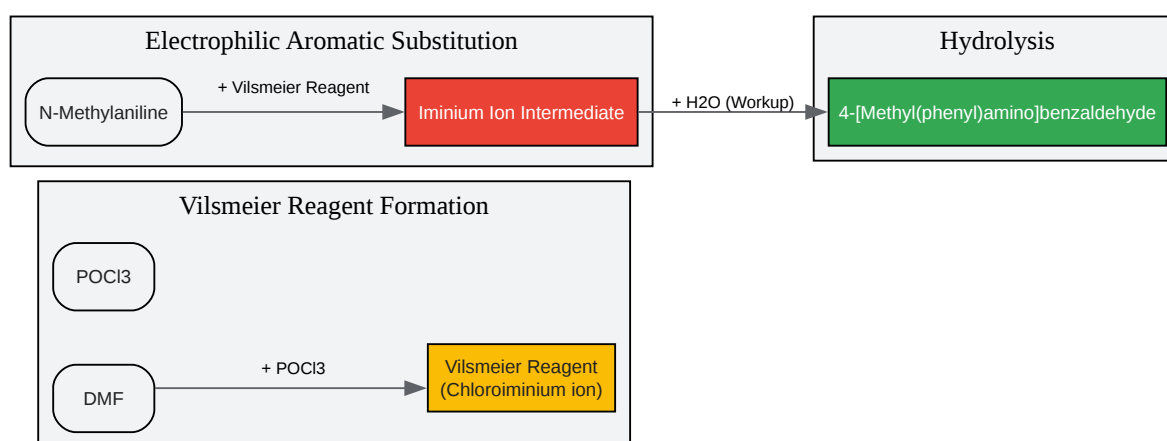 Electrophilic Aromatic Substitution
Hydrolysis
N-Methylaniline
+ Vilsmeier Reagent
Iminium Ion Intermediate
+ H2O (Workup)
4-[Methyl(phenyl)amino]benzaldehyde
Vilsmeier Reagent Formation
POCl3
DMF
+ POCl3
Vilsmeier Reagent
(Chloroiminium ion)